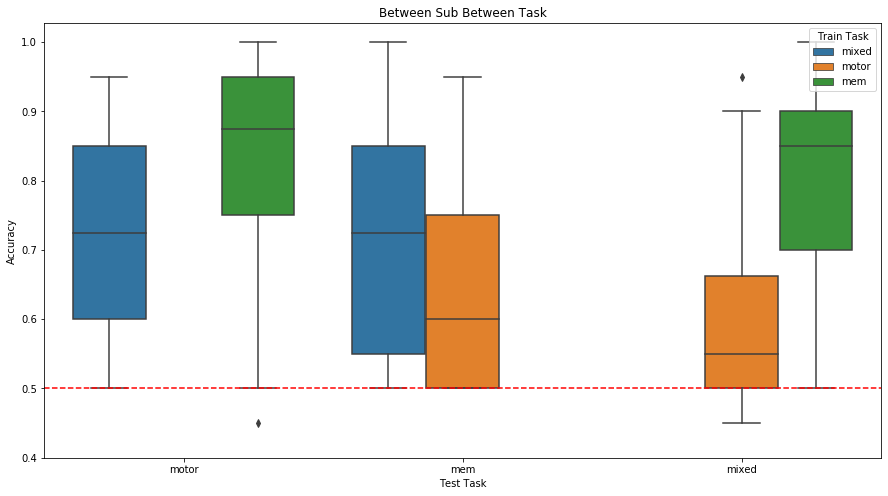 Between Sub Between Task
Train Task
mixed
motor
mem
Accuracy
1.0
0.9
0.8
0.7
0.6
0.5
0.4
motor
mem
mixed
Test Task